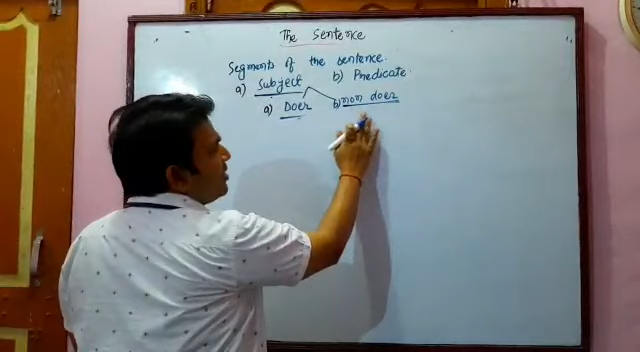 The Sentence
Segments of the sentence.
a) Subject b) Predicate.
a) Doer b) non doer